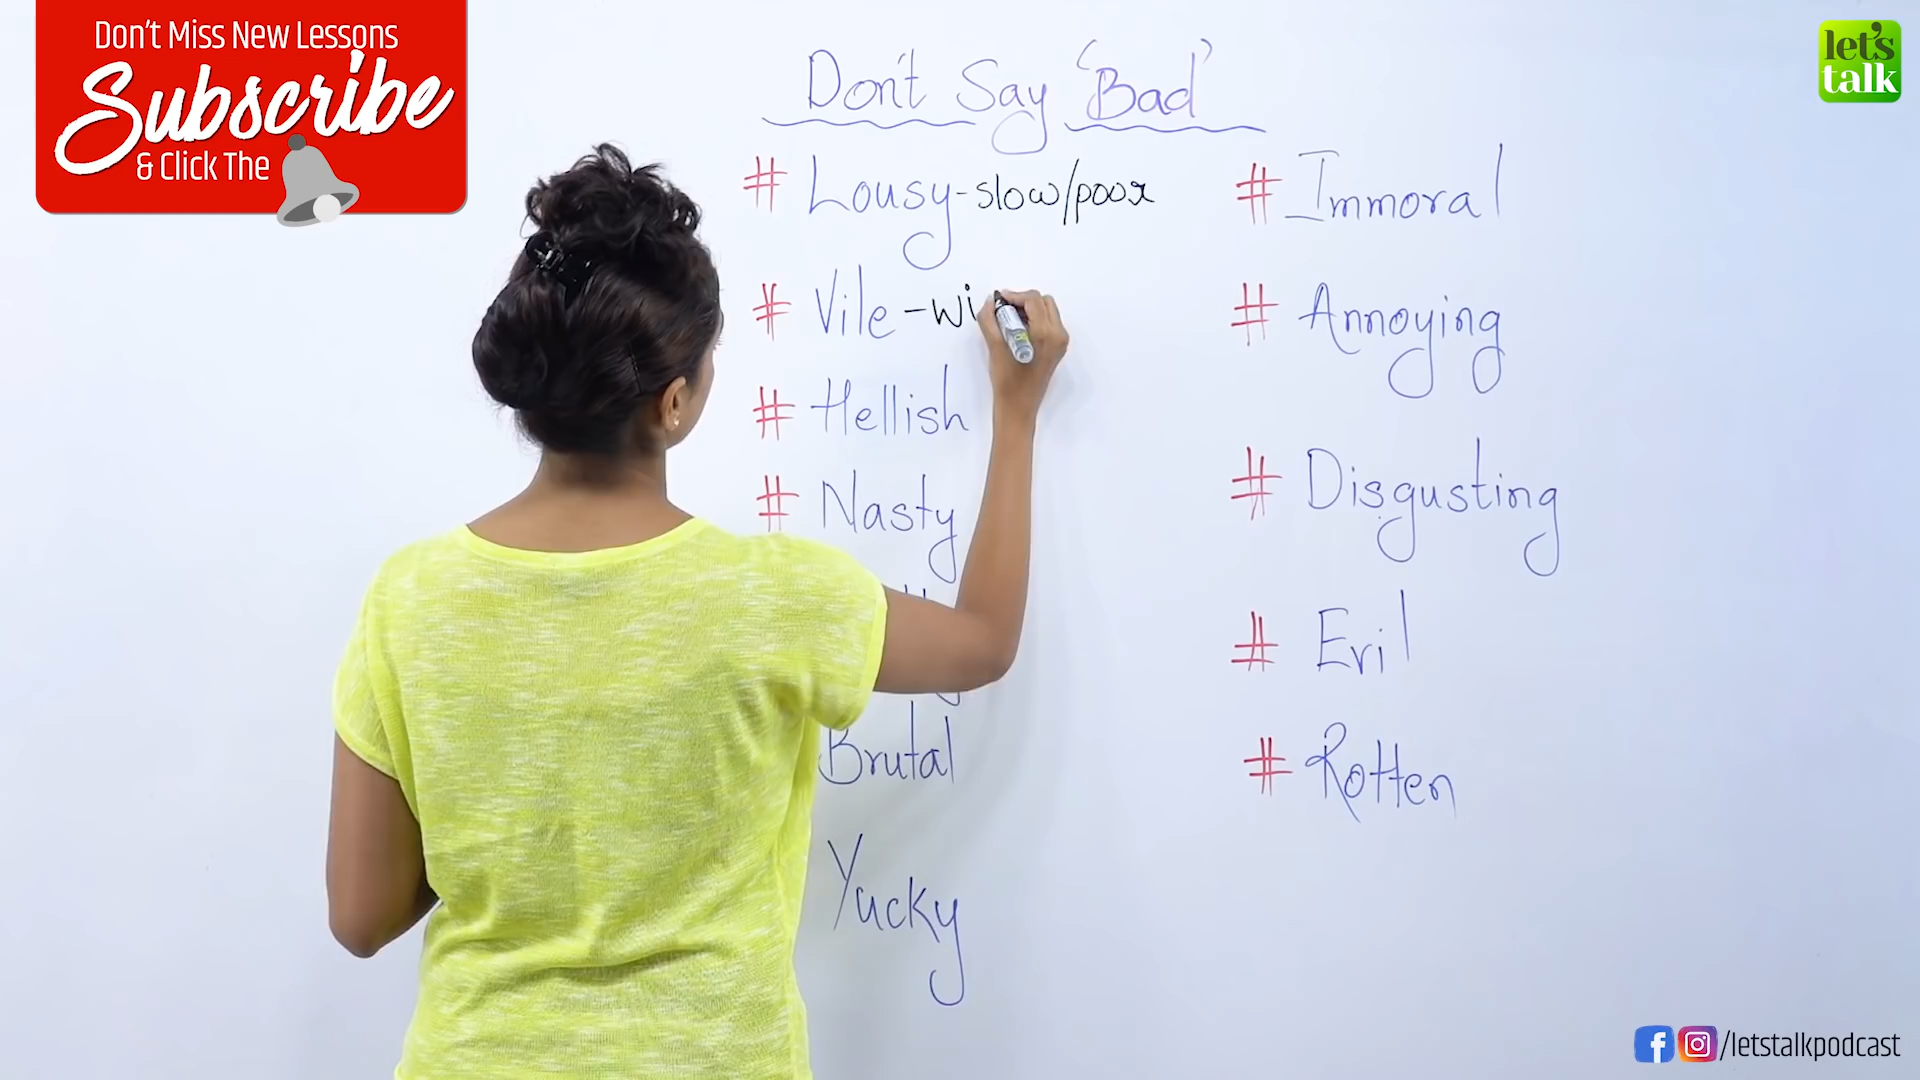 Don't Miss New Lessons
Subscribe
& Click The
let's
talk
Don't Say 'Bad'
# Lousy - slow/poor
# Vile - wi
# Hellish
# Nasty
Brutal
Yucky
# Immoral
# Annoying
# Disgusting
# Evil
# Rotten
/letstalkpodcast